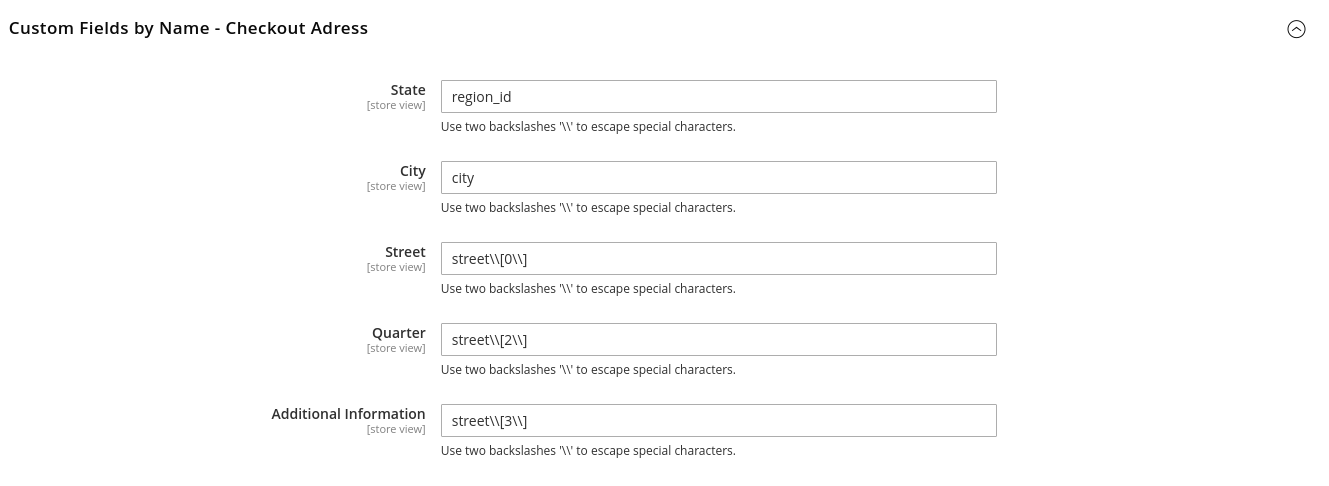 Custom Fields by Name - Checkout Adress
State
[store view]
region_id
Use two backslashes '\\' to escape special characters.
City
[store view]
city
Use two backslashes '\\' to escape special characters.
Street
[store view]
street\\[0\\]
Use two backslashes '\\' to escape special characters.
Quarter
[store view]
street\\[2\\]
Use two backslashes '\\' to escape special characters.
Additional Information
[store view]
street\\[3\\]
Use two backslashes '\\' to escape special characters.